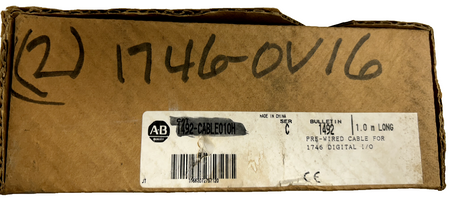 (2) 1746-OV16
MADE IN CHINA
SER BULLETIN
AB 1492-CABLE010H C 1492 1.0 m LONG
PRE-WIRED CABLE FOR
1746 DIGITAL I/O
CE